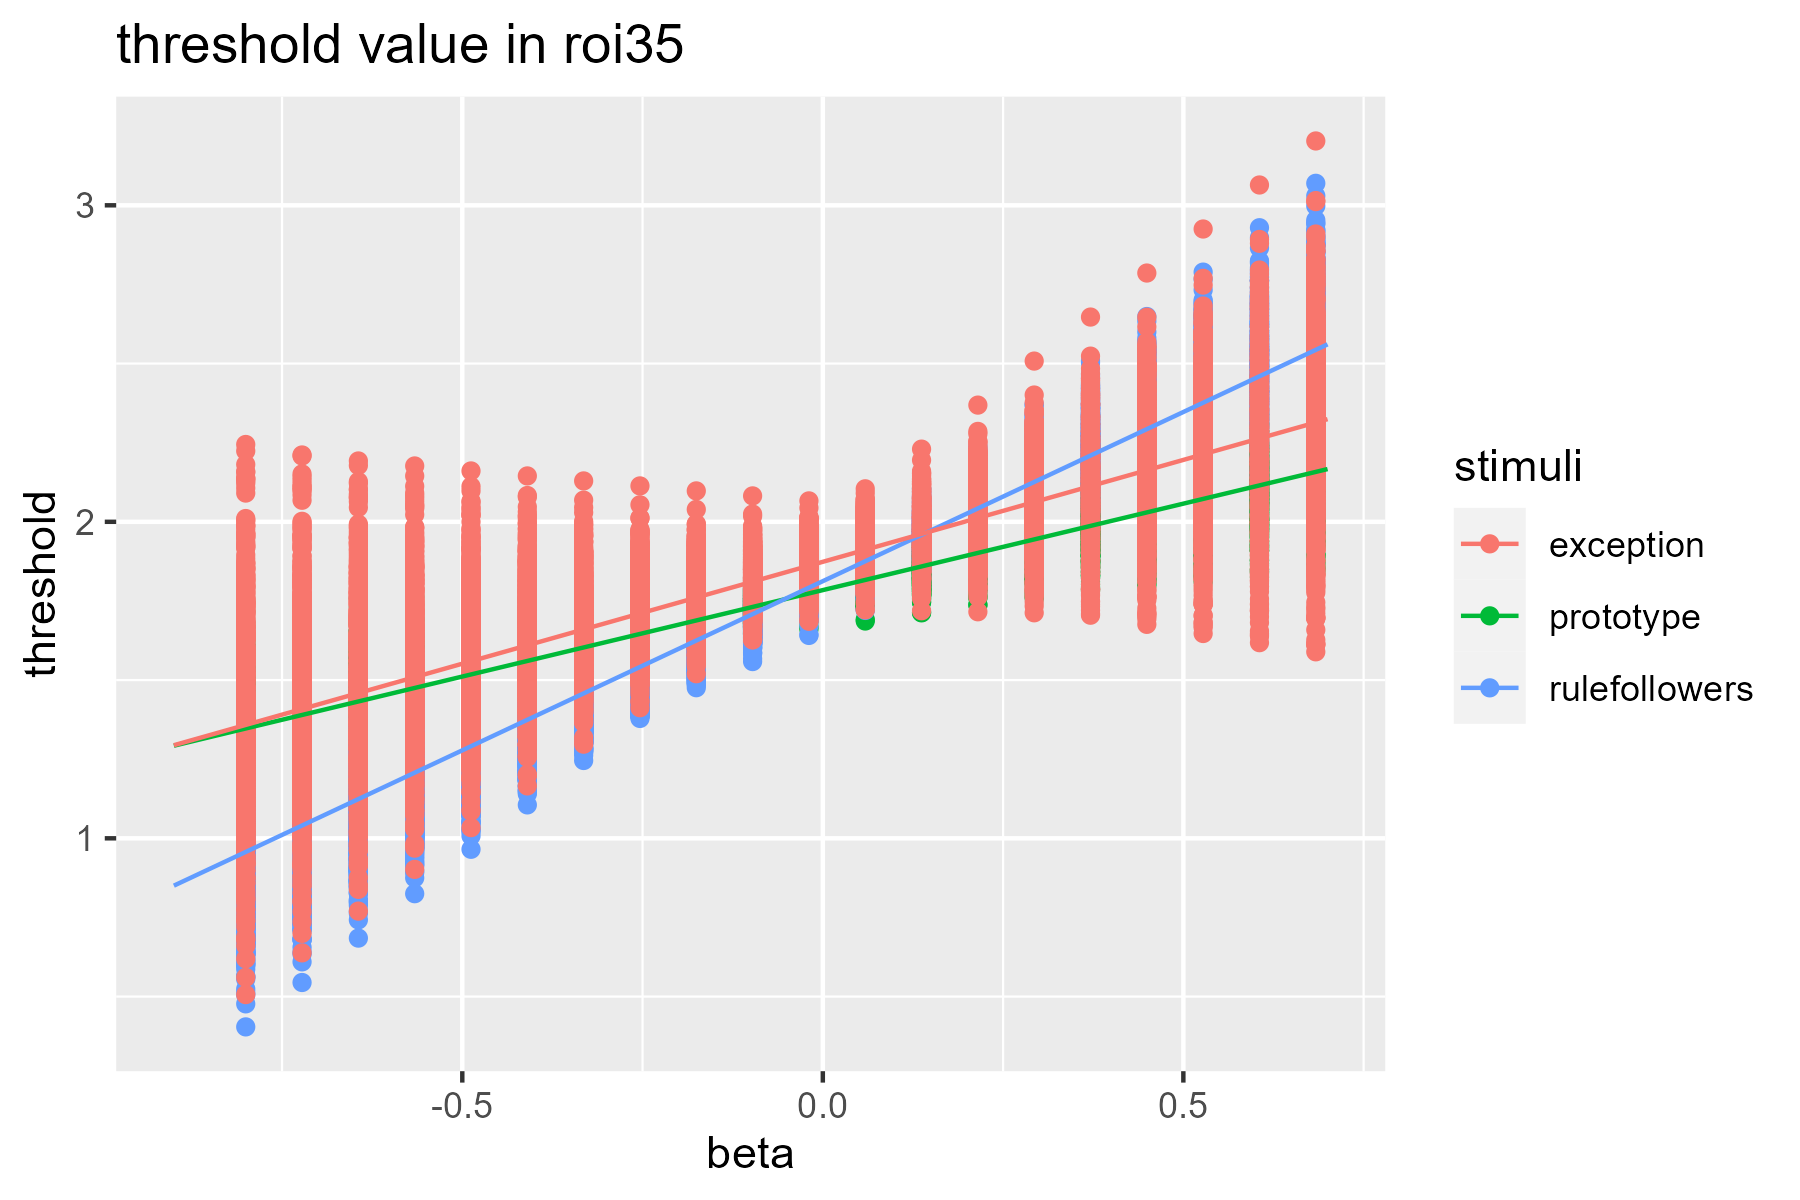 threshold value in roi35
3
2
1
threshold
-0.5
0.0
0.5
beta
stimuli
exception
prototype
rulefollowers